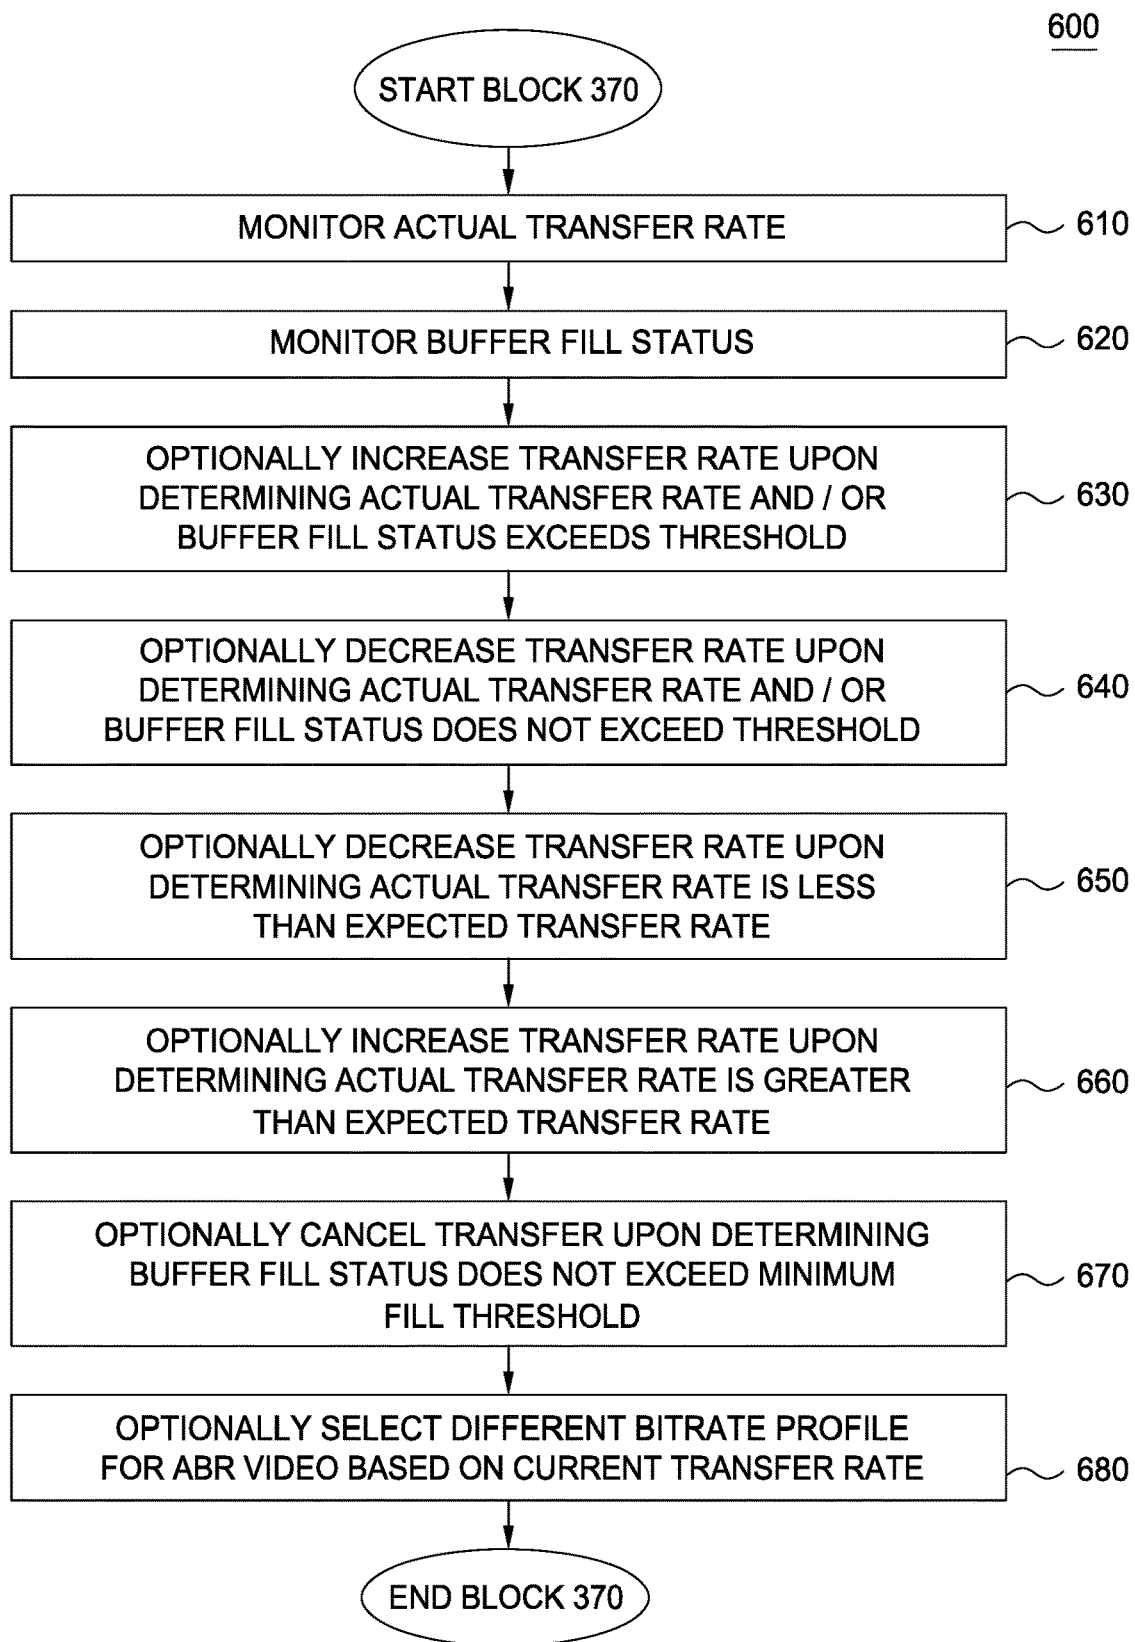 600
START BLOCK 370
MONITOR ACTUAL TRANSFER RATE
610
MONITOR BUFFER FILL STATUS
620
OPTIONALLY INCREASE TRANSFER RATE UPON
DETERMINING ACTUAL TRANSFER RATE AND / OR
BUFFER FILL STATUS EXCEEDS THRESHOLD
630
OPTIONALLY DECREASE TRANSFER RATE UPON
DETERMINING ACTUAL TRANSFER RATE AND / OR
BUFFER FILL STATUS DOES NOT EXCEED THRESHOLD
640
OPTIONALLY DECREASE TRANSFER RATE UPON
DETERMINING ACTUAL TRANSFER RATE IS LESS
THAN EXPECTED TRANSFER RATE
650
OPTIONALLY INCREASE TRANSFER RATE UPON
DETERMINING ACTUAL TRANSFER RATE IS GREATER
THAN EXPECTED TRANSFER RATE
660
OPTIONALLY CANCEL TRANSFER UPON DETERMINING
BUFFER FILL STATUS DOES NOT EXCEED MINIMUM
FILL THRESHOLD
670
OPTIONALLY SELECT DIFFERENT BITRATE PROFILE
FOR ABR VIDEO BASED ON CURRENT TRANSFER RATE
680
END BLOCK 370